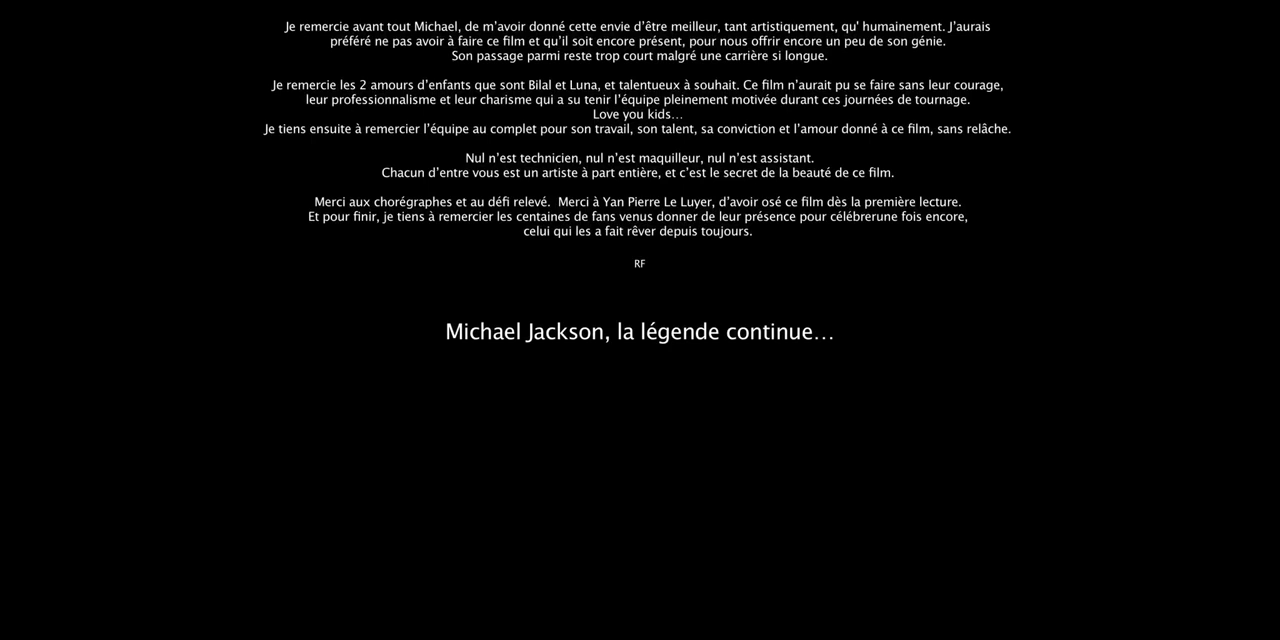 Je remercie avant tout Michael, de m’avoir donné cette envie d’être meilleur, tant artistiquement, qu' humainement. J’aurais
préféré ne pas avoir à faire ce film et qu’il soit encore présent, pour nous offrir encore un peu de son génie.
Son passage parmi reste trop court malgré une carrière si longue.
Je remercie les 2 amours d’enfants que sont Bilal et Luna, et talentueux à souhait. Ce film n’aurait pu se faire sans leur courage,
leur professionnalisme et leur charisme qui a su tenir l’équipe pleinement motivée durant ces journées de tournage.
Love you kids…
Je tiens ensuite à remercier l’équipe au complet pour son travail, son talent, sa conviction et l’amour donné à ce film, sans relâche.
Nul n’est technicien, nul n’est maquilleur, nul n’est assistant.
Chacun d’entre vous est un artiste à part entière, et c’est le secret de la beauté de ce film.
Merci aux chorégraphes et au défi relevé.  Merci à Yan Pierre Le Luyer, d’avoir osé ce film dès la première lecture.
Et pour finir, je tiens à remercier les centaines de fans venus donner de leur présence pour célébrerune fois encore,
celui qui les a fait rêver depuis toujours.
RF
Michael Jackson, la légende continue…